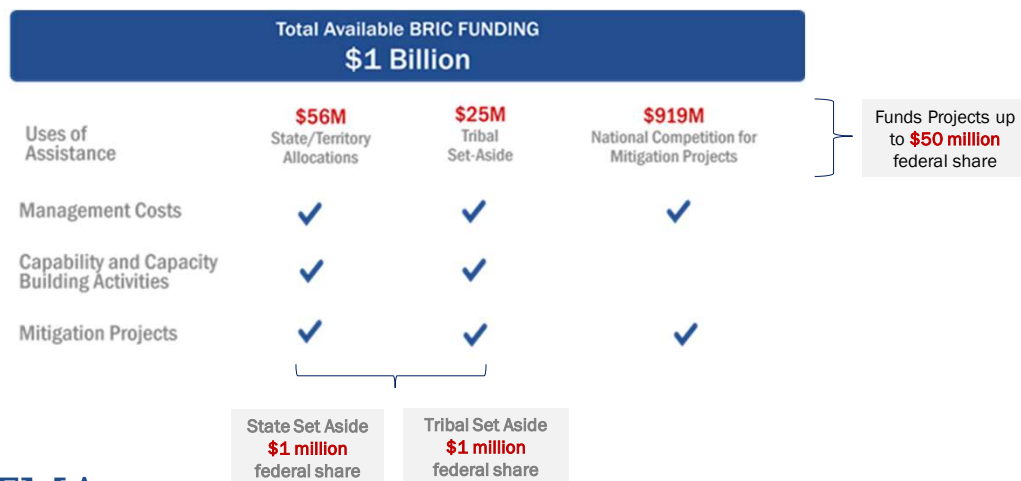 Total Available BRIC FUNDING
$1 Billion
Uses of
Assistance
$56M
State/Territory
Allocations
$25M
Tribal
Set-Aside
$919M
National Competition for
Mitigation Projects
Funds Projects up
to $50 million
federal share
Management Costs
Capability and Capacity
Building Activities
Mitigation Projects
State Set Aside
$1 million
federal share
Tribal Set Aside
$1 million
federal share